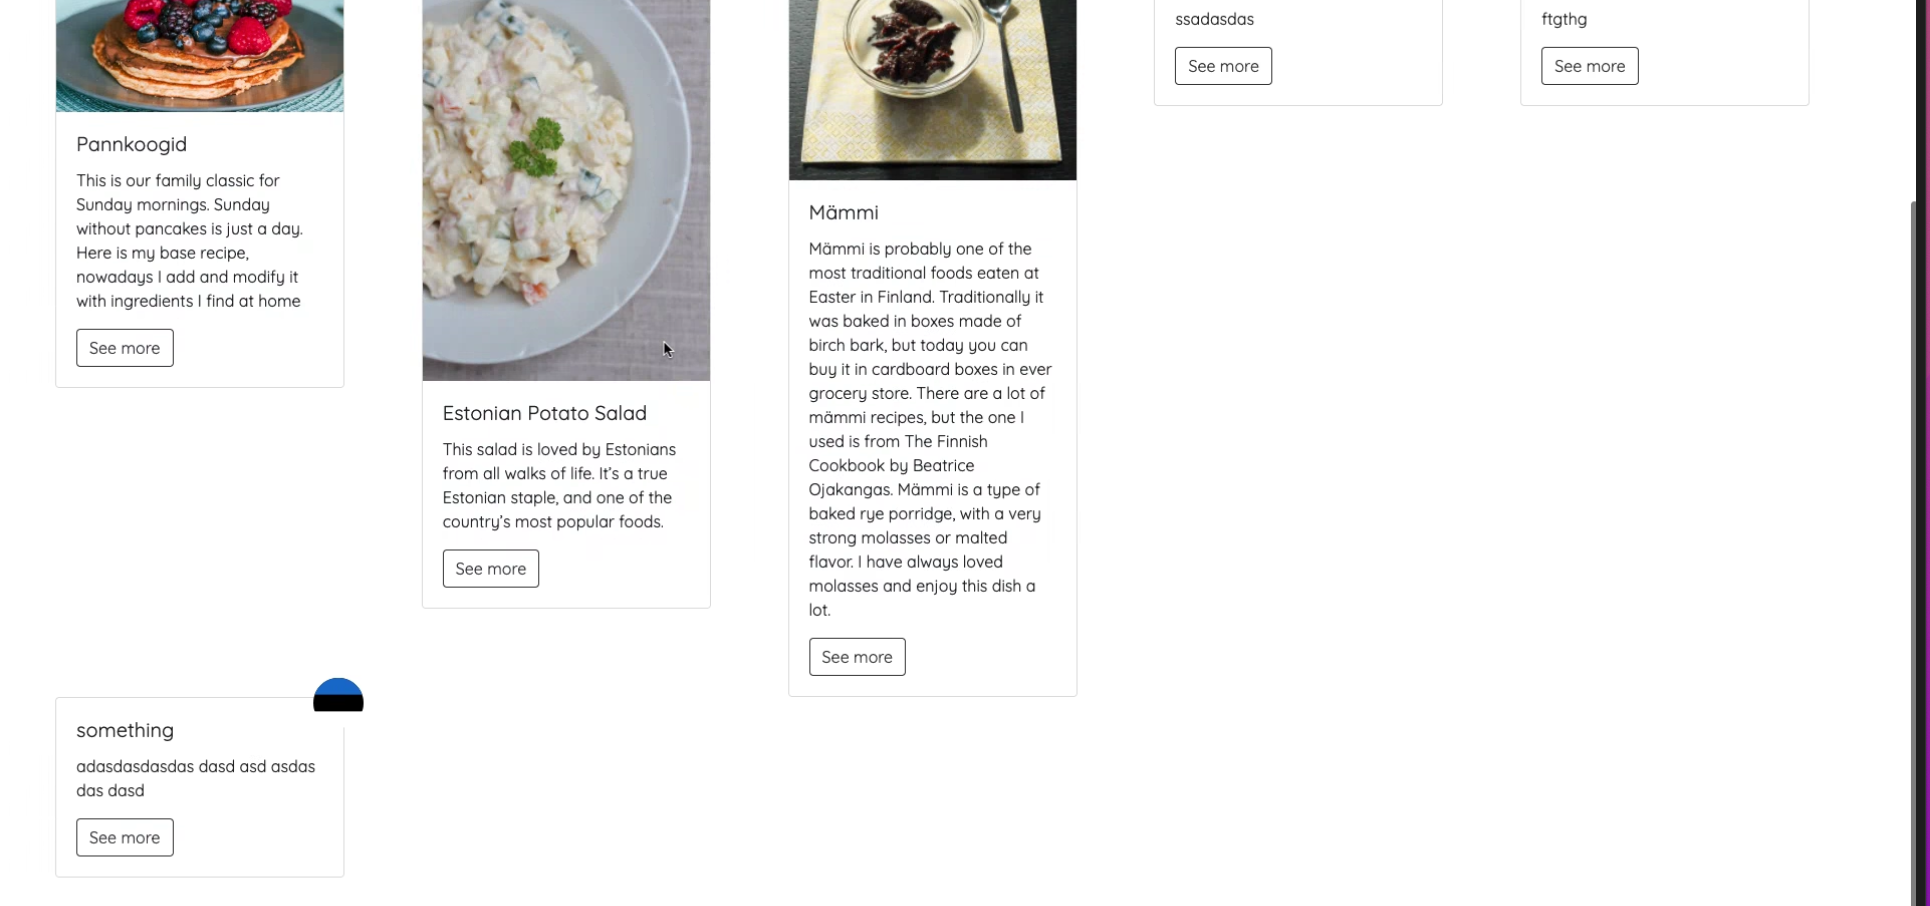 ssadasdas
See more
ftgthg
See more
Pannkoogid
This is our family classic for
Sunday mornings. Sunday
without pancakes is just a day.
Here is my base recipe,
nowadays I add and modify it
with ingredients I find at home
See more
Estonian Potato Salad
This salad is loved by Estonians
from all walks of life. It’s a true
Estonian staple, and one of the
country’s most popular foods.
See more
Mämmi
Mämmi is probably one of the
most traditional foods eaten at
Easter in Finland. Traditionally it
was baked in boxes made of
birch bark, but today you can
buy it in cardboard boxes in ever
grocery store. There are a lot of
mämmi recipes, but the one I
used is from The Finnish
Cookbook by Beatrice
Ojakangas. Mämmi is a type of
baked rye porridge, with a very
strong molasses or malted
flavor. I have always loved
molasses and enjoy this dish a
lot.
See more
something
adasdasdasdas dasd asd asdas
das dasd
See more